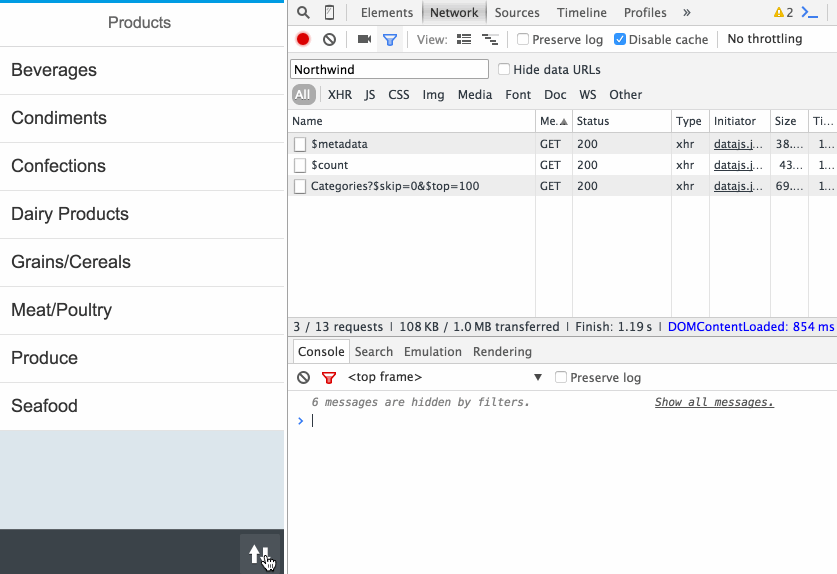 Products
Beverages
Condiments
Confections
Dairy Products
Grains/Cereals
Meat/Poultry
Produce
Seafood
Elements Network Sources Timeline Profiles » 2
View: Preserve log Disable cache No throttling
Northwind Hide data URLs
All XHR JS CSS Img Media Font Doc WS Other
Name Me... Status Type Initiator Size Ti...
$metadata GET 200 xhr datajs.j... 38.... 1...
$count GET 200 xhr datajs.j... 43... 1...
Categories?$skip=0&$top=100 GET 200 xhr datajs.j... 69.... 1...
3 / 13 requests | 108 KB / 1.0 MB transferred | Finish: 1.19 s | DOMContentLoaded: 854 ms
Console Search Emulation Rendering
<top frame> Preserve log
6 messages are hidden by filters. Show all messages.